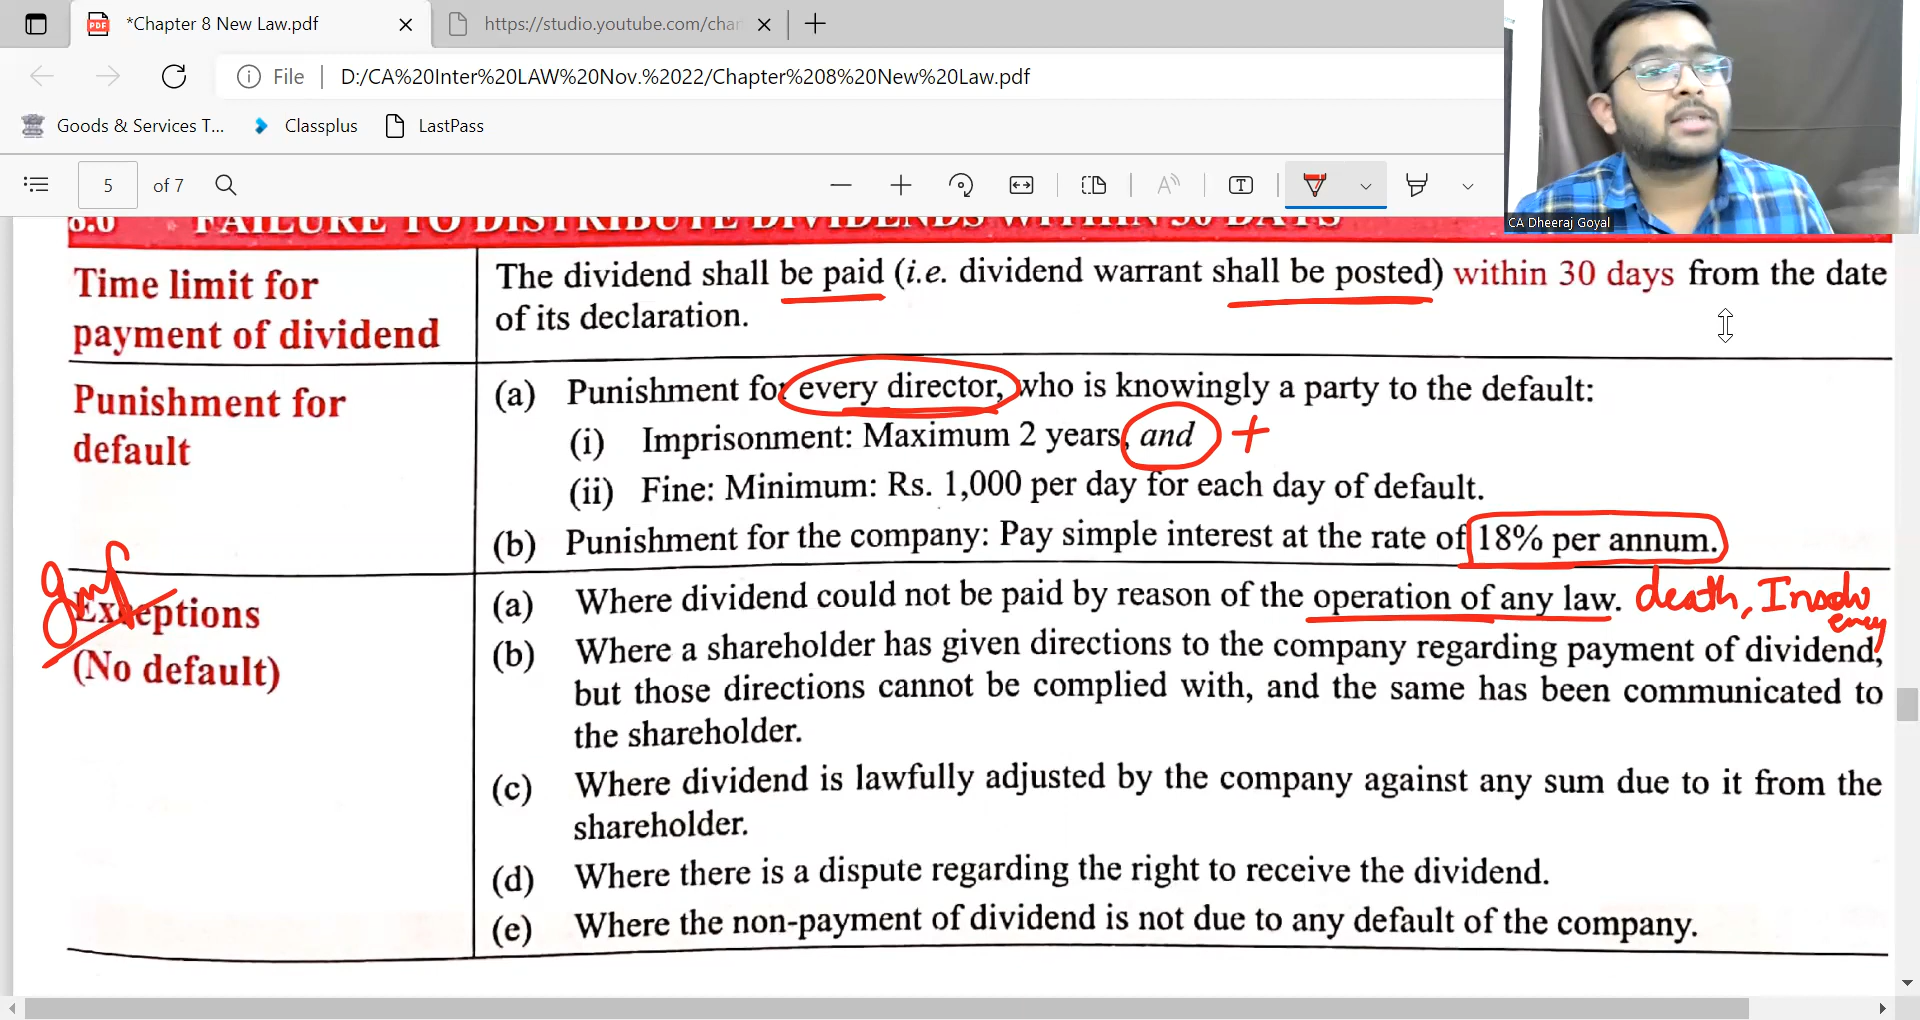 *Chapter 8 New Law.pdf
https://studio.youtube.com/chan
File
D:/CA%20Inter%20LAW%20Nov.%2022/Chapter%208%20New%20Law.pdf
Goods & Services T...
Classplus
LastPass
5
of 7
CA Dheeraj Goyal
FAILURE TO DISTRIBUTE DIVIDENDS WITHIN 30 DAYS
Time limit for
payment of dividend
The dividend shall be paid (i.e. dividend warrant shall be posted) within 30 days from the date
of its declaration.
Punishment for
default
(a) Punishment for every director, who is knowingly a party to the default:
(i) Imprisonment: Maximum 2 years, and +
(ii) Fine: Minimum: Rs. 1,000 per day for each day of default.
(b) Punishment for the company: Pay simple interest at the rate of 18% per annum.
Exceptions
(No default)
(a) Where dividend could not be paid by reason of the operation of any law. death, Insolv
ency
(b) Where a shareholder has given directions to the company regarding payment of dividend,
but those directions cannot be complied with, and the same has been communicated to
the shareholder.
(c) Where dividend is lawfully adjusted by the company against any sum due to it from the
shareholder.
(d) Where there is a dispute regarding the right to receive the dividend.
(e) Where the non-payment of dividend is not due to any default of the company.